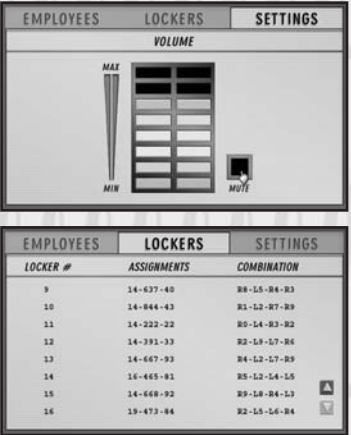 EMPLOYEES LOCKERS SETTINGS
VOLUME
MAX
MIN
MUTE
EMPLOYEES LOCKERS SETTINGS
LOCKER # ASSIGNMENTS COMBINATION
9 14-637-40 R8-L5-R4-R3
10 14-844-43 R1-L2-R7-R9
11 14-222-22 R0-L4-R3-R2
12 14-391-33 R2-L9-L7-R6
13 14-667-93 R4-L2-L7-R9
14 16-465-81 R5-L2-L4-L5
15 14-668-92 R9-L8-R4-L3
16 19-473-84 R2-L5-L6-R4